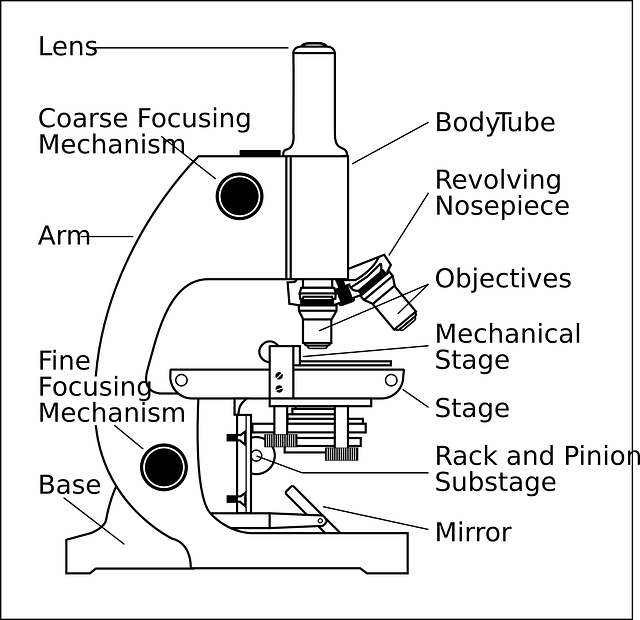 Lens
Coarse Focusing
Mechanism
Arm
Fine
Focusing
Mechanism
Base
BodyTube
Revolving
Nosepiece
Objectives
Mechanical
Stage
Stage
Rack and Pinion
Substage
Mirror